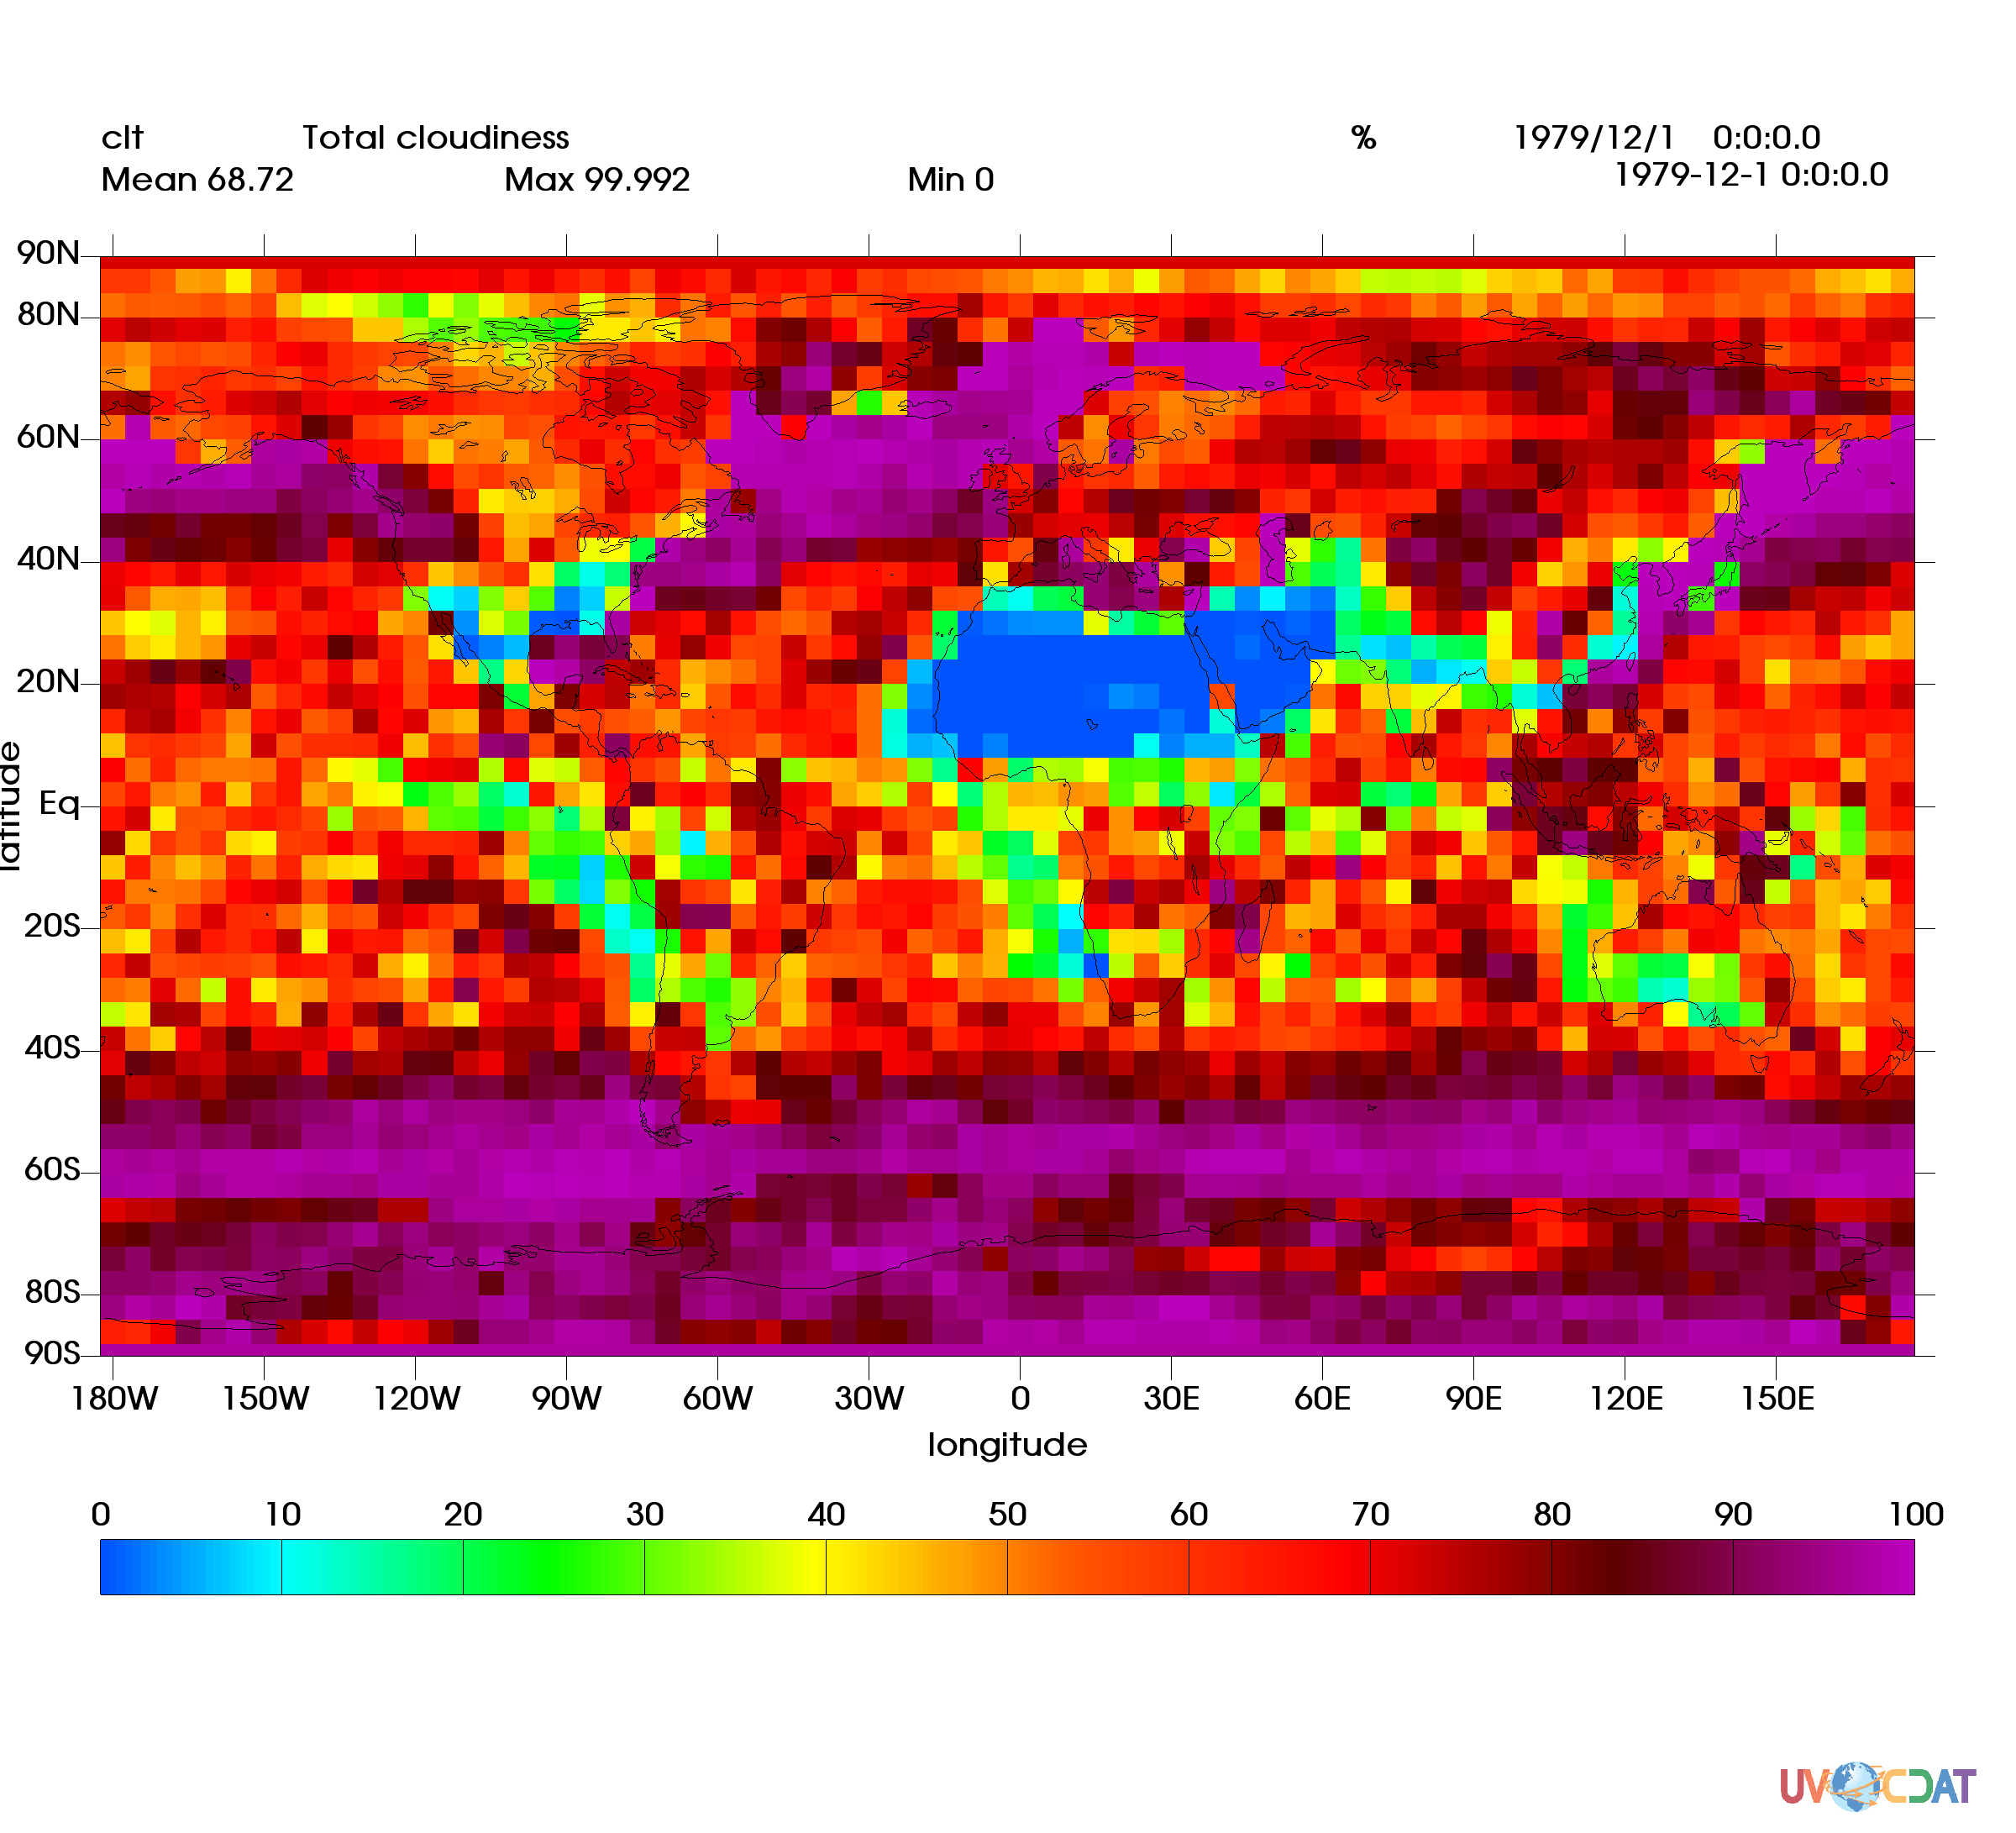 clt Total cloudiness % 1979/12/1 0:0:0.0
Mean 68.72 Max 99.992 Min 0 1979-12-1 0:0:0.0
90N
80N
60N
40N
20N
Eq
20S
40S
60S
80S
90S
latitude
180W 150W 120W 90W 60W 30W 0 30E 60E 90E 120E 150E
longitude
0 10 20 30 40 50 60 70 80 90 100
UV CDAT